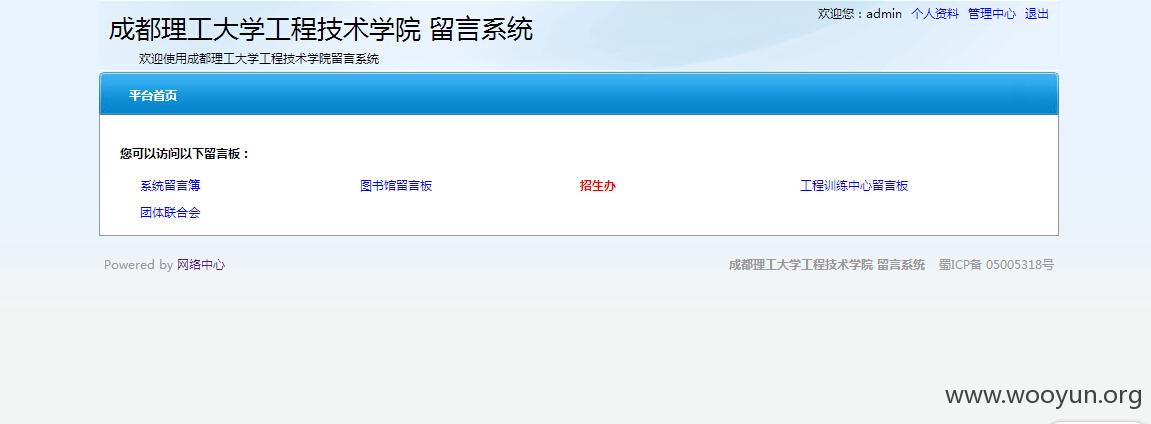 欢迎您：admin 个人资料 管理中心 退出
成都理工大学工程技术学院 留言系统
欢迎使用成都理工大学工程技术学院留言系统
平台首页
您可以访问以下留言板：
系统留言簿 图书馆留言板 招生办 工程训练中心留言板
团体联合会
Powered by 网络中心 成都理工大学工程技术学院 留言系统 蜀ICP备 05005318号
www.wooyun.org